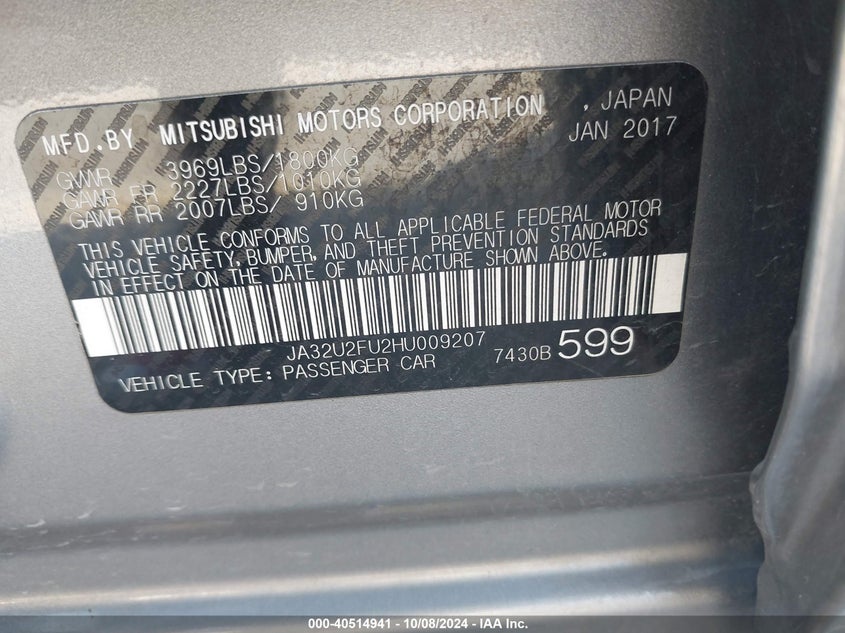 MFD.BY MITSUBISHI MOTORS CORPORATION , JAPAN
JAN 2017
GVWR 3969LBS/1800KG
GAWR FR 2227LBS/1010KG
GAWR RR 2007LBS/ 910KG
THIS VEHICLE CONFORMS TO ALL APPLICABLE FEDERAL MOTOR
VEHICLE SAFETY, BUMPER, AND THEFT PREVENTION STANDARDS
IN EFFECT ON THE DATE OF MANUFACTURE SHOWN ABOVE.
JA32U2FU2HU009207
7430B 599
VEHICLE TYPE: PASSENGER CAR
000-40514941 - 10/08/2024 - IAA Inc.